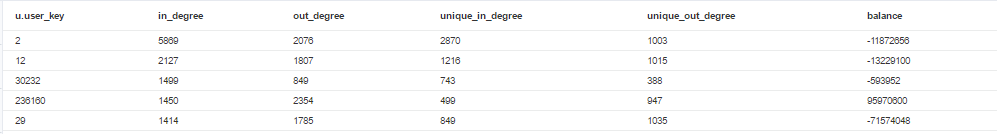 u.user_key in_degree out_degree unique_in_degree unique_out_degree balance
2 5869 2076 2870 1003 -11872656
12 2127 1807 1216 1015 -13229100
30232 1499 849 743 388 -593952
236160 1450 2354 499 947 95970600
29 1414 1785 849 1035 -71574048